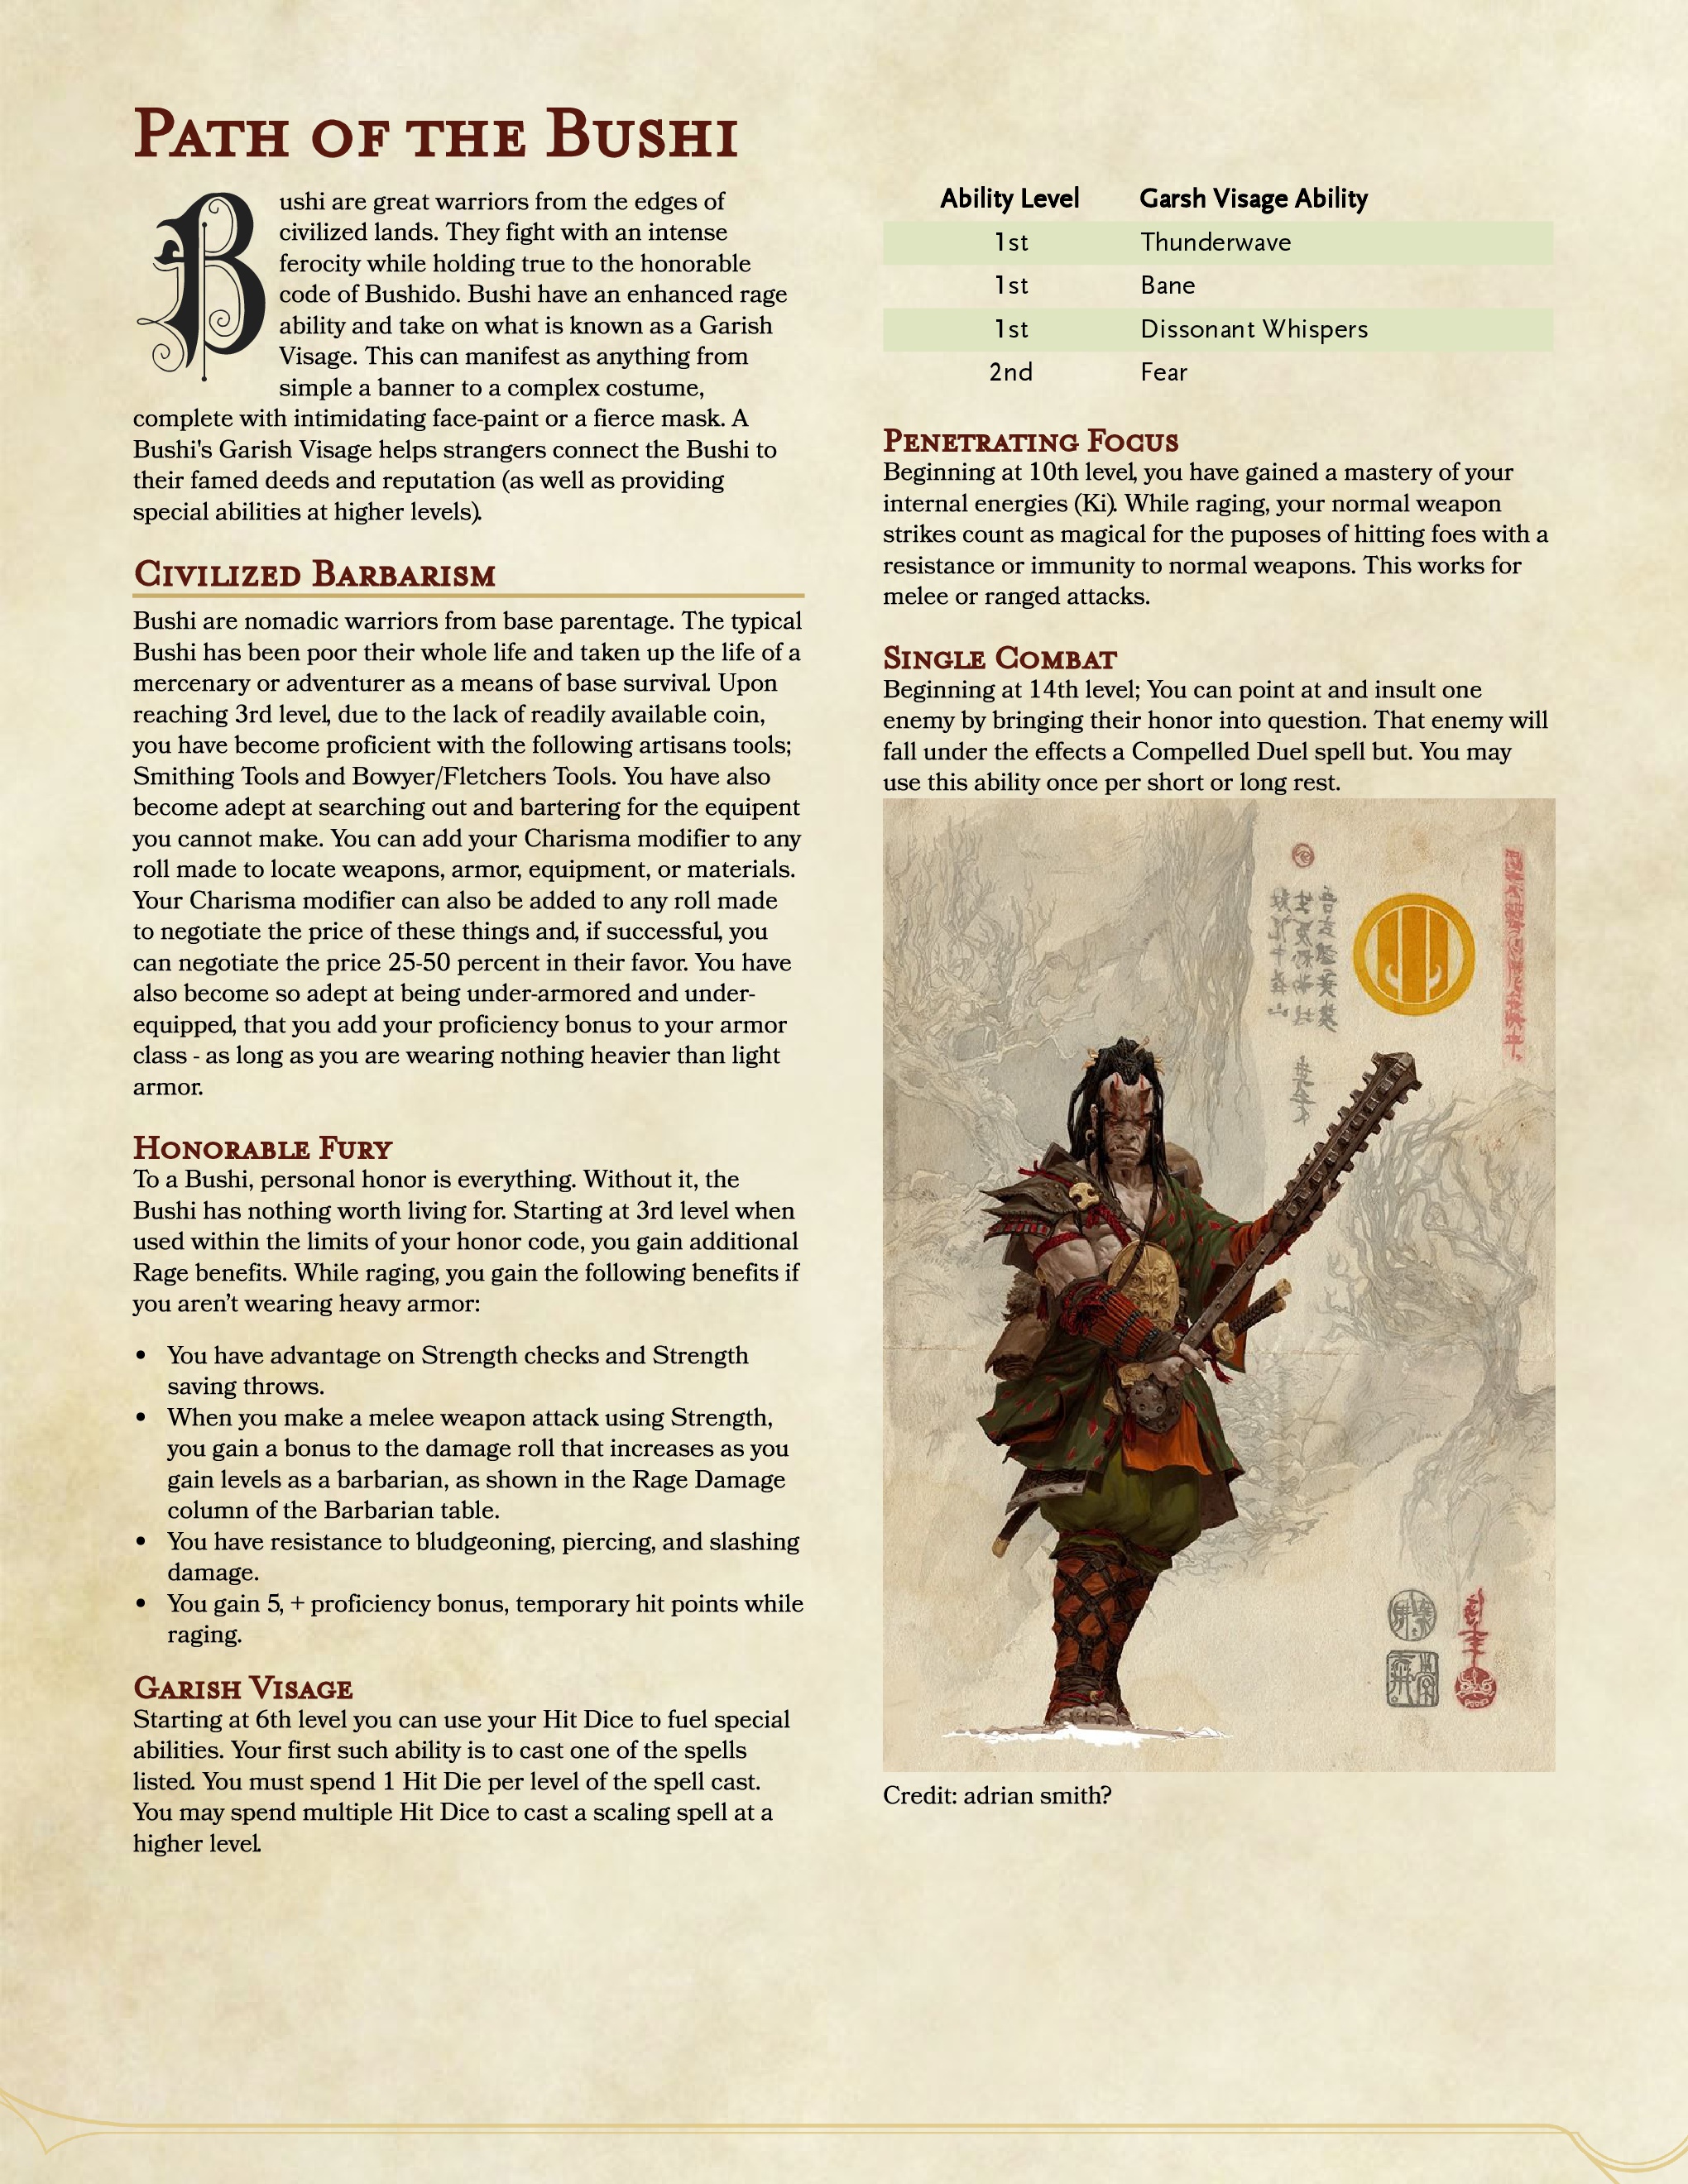 Path of the Bushi
Bushi are great warriors from the edges of
civilized lands. They fight with an intense
ferocity while holding true to the honorable
code of Bushido. Bushi have an enhanced rage
ability and take on what is known as a Garish
Visage. This can manifest as anything from
simple a banner to a complex costume,
complete with intimidating face-paint or a fierce mask. A
Bushi's Garish Visage helps strangers connect the Bushi to
their famed deeds and reputation (as well as providing
special abilities at higher levels).
Civilized Barbarism
Bushi are nomadic warriors from base parentage. The typical
Bushi has been poor their whole life and taken up the life of a
mercenary or adventurer as a means of base survival. Upon
reaching 3rd level, due to the lack of readily available coin,
you have become proficient with the following artisans tools;
Smithing Tools and Bowyer/Fletchers Tools. You have also
become adept at searching out and bartering for the equipent
you cannot make. You can add your Charisma modifier to any
roll made to locate weapons, armor, equipment, or materials.
Your Charisma modifier can also be added to any roll made
to negotiate the price of these things and, if successful, you
can negotiate the price 25-50 percent in their favor. You have
also become so adept at being under-armored and under-
equipped, that you add your proficiency bonus to your armor
class - as long as you are wearing nothing heavier than light
armor.
Honorable Fury
To a Bushi, personal honor is everything. Without it, the
Bushi has nothing worth living for. Starting at 3rd level when
used within the limits of your honor code, you gain additional
Rage benefits. While raging, you gain the following benefits if
you aren’t wearing heavy armor:
• You have advantage on Strength checks and Strength
saving throws.
• When you make a melee weapon attack using Strength,
you gain a bonus to the damage roll that increases as you
gain levels as a barbarian, as shown in the Rage Damage
column of the Barbarian table.
• You have resistance to bludgeoning, piercing, and slashing
damage.
• You gain 5, + proficiency bonus, temporary hit points while
raging.
Garish Visage
Starting at 6th level you can use your Hit Dice to fuel special
abilities. Your first such ability is to cast one of the spells
listed. You must spend 1 Hit Die per level of the spell cast.
You may spend multiple Hit Dice to cast a scaling spell at a
higher level.
Ability Level Garsh Visage Ability
1st Thunderwave
1st Bane
1st Dissonant Whispers
2nd Fear
Penetrating Focus
Beginning at 10th level, you have gained a mastery of your
internal energies (Ki). While raging, your normal weapon
strikes count as magical for the puposes of hitting foes with a
resistance or immunity to normal weapons. This works for
melee or ranged attacks.
Single Combat
Beginning at 14th level; You can point at and insult one
enemy by bringing their honor into question. That enemy will
fall under the effects a Compelled Duel spell but. You may
use this ability once per short or long rest.
Credit: adrian smith?